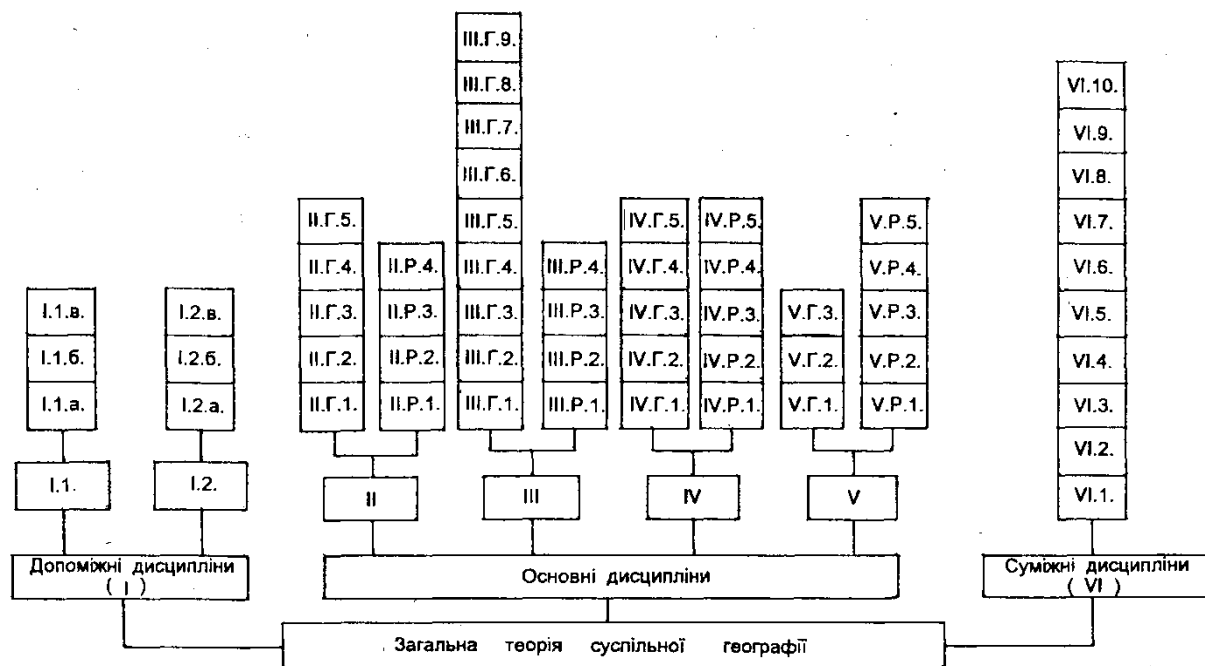 III.Г.9.
III.Г.8.
III.Г.7.
III.Г.6.
III.Г.5.
III.Г.4.
III.Г.3.
III.Г.2.
III.Г.1.
VI.10.
VI.9.
VI.8.
VI.7.
VI.6.
VI.5.
VI.4.
VI.3.
VI.2.
VI.1.
II.Г.5.
II.Г.4.
II.Г.3.
II.Г.2.
II.Г.1.
II.Р.4.
II.Р.3.
II.Р.2.
II.Р.1.
III.Р.4.
III.Р.3.
III.Р.2.
III.Р.1.
IV.Г.5.
IV.Г.4.
IV.Г.3.
IV.Г.2.
IV.Г.1.
IV.Р.5.
IV.Р.4.
IV.Р.3.
IV.Р.2.
IV.Р.1.
V.Г.3.
V.Г.2.
V.Г.1.
V.Р.5.
V.Р.4.
V.Р.3.
V.Р.2.
V.Р.1.
I.1.в.
I.1.б.
I.1.а.
I.2.в.
I.2.б.
I.2.а.
I.1.
I.2.
II
III
IV
V
Допоміжні дисципліни
( I )
Основні дисципліни
Суміжні дисципліни
( VI )
Загальна теорія суспільної географії